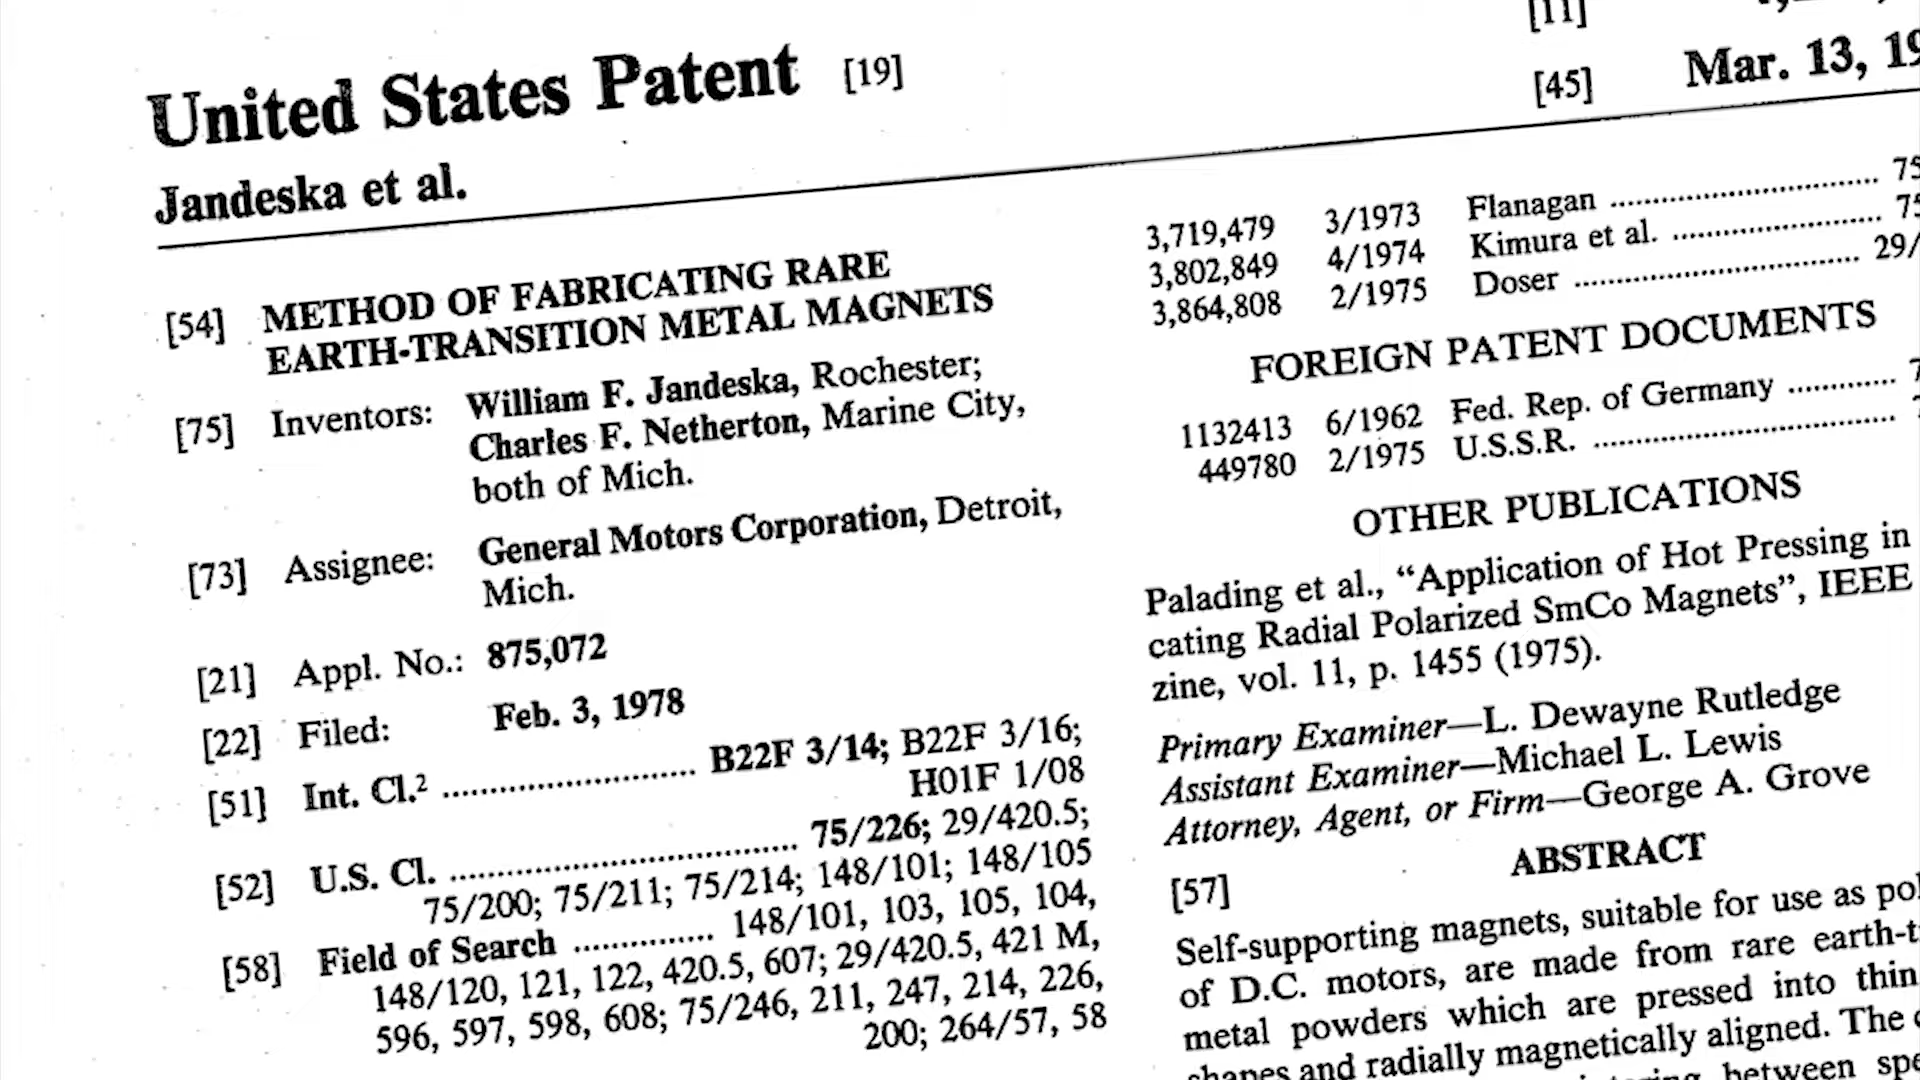 [11]
United States Patent [19]
[45] Mar. 13, 19
Jandeska et al.
[54] METHOD OF FABRICATING RARE
EARTH-TRANSITION METAL MAGNETS
[75] Inventors: William F. Jandeska, Rochester;
Charles F. Netherton, Marine City,
both of Mich.
[73] Assignee: General Motors Corporation, Detroit,
Mich.
[21] Appl. No.: 875,072
[22] Filed: Feb. 3, 1978
[51] Int. Cl.² .............................. B22F 3/14; B22F 3/16;
H01F 1/08
[52] U.S. Cl. .......................................... 75/226; 29/420.5;
75/200; 75/211; 75/214; 148/101; 148/105
[58] Field of Search ................ 148/101, 103, 105, 104,
148/120, 121, 122, 420.5, 607; 29/420.5, 421 M,
596, 597, 598, 608; 75/246, 211, 247, 214, 226,
200; 264/57, 58
3,719,479 3/1973 Flanagan ................................ 75
3,802,849 4/1974 Kimura et al. ......................... 75
3,864,808 2/1975 Doser .................................. 29/
FOREIGN PATENT DOCUMENTS
1132413 6/1962 Fed. Rep. of Germany .............
449780 2/1975 U.S.S.R. ....................................
OTHER PUBLICATIONS
Palading et al., “Application of Hot Pressing in
cating Radial Polarized SmCo Magnets”, IEEE
zine, vol. 11, p. 1455 (1975).
Primary Examiner—L. Dewayne Rutledge
Assistant Examiner—Michael L. Lewis
Attorney, Agent, or Firm—George A. Grove
[57] ABSTRACT
Self-supporting magnets, suitable for use as pol
of D.C. motors, are made from rare earth-t
metal powders which are pressed into thin
shapes and radially magnetically aligned. The
between spe